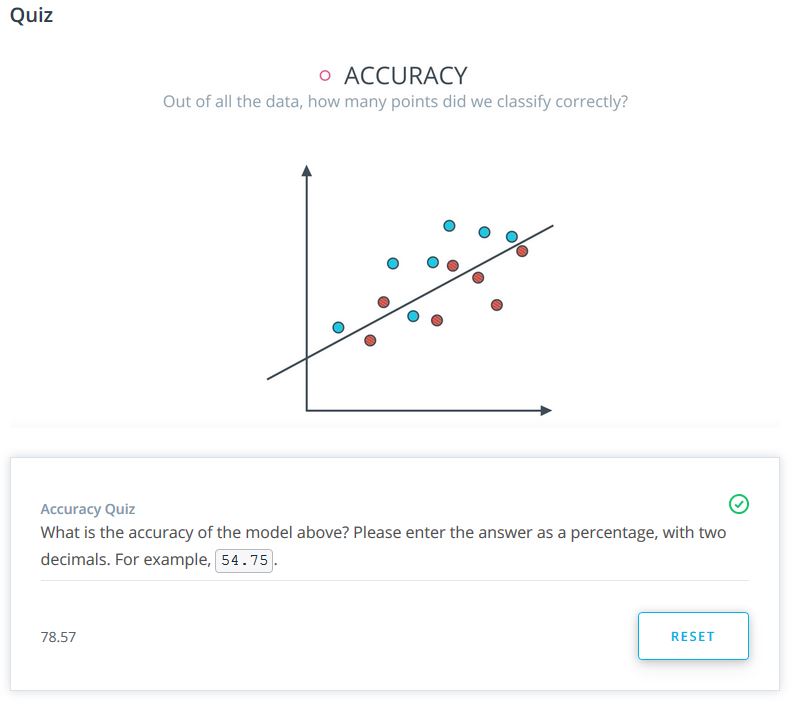 Quiz
ACCURACY
Out of all the data, how many points did we classify correctly?
Accuracy Quiz
What is the accuracy of the model above? Please enter the answer as a percentage, with two
decimals. For example, 54.75.
78.57
RESET